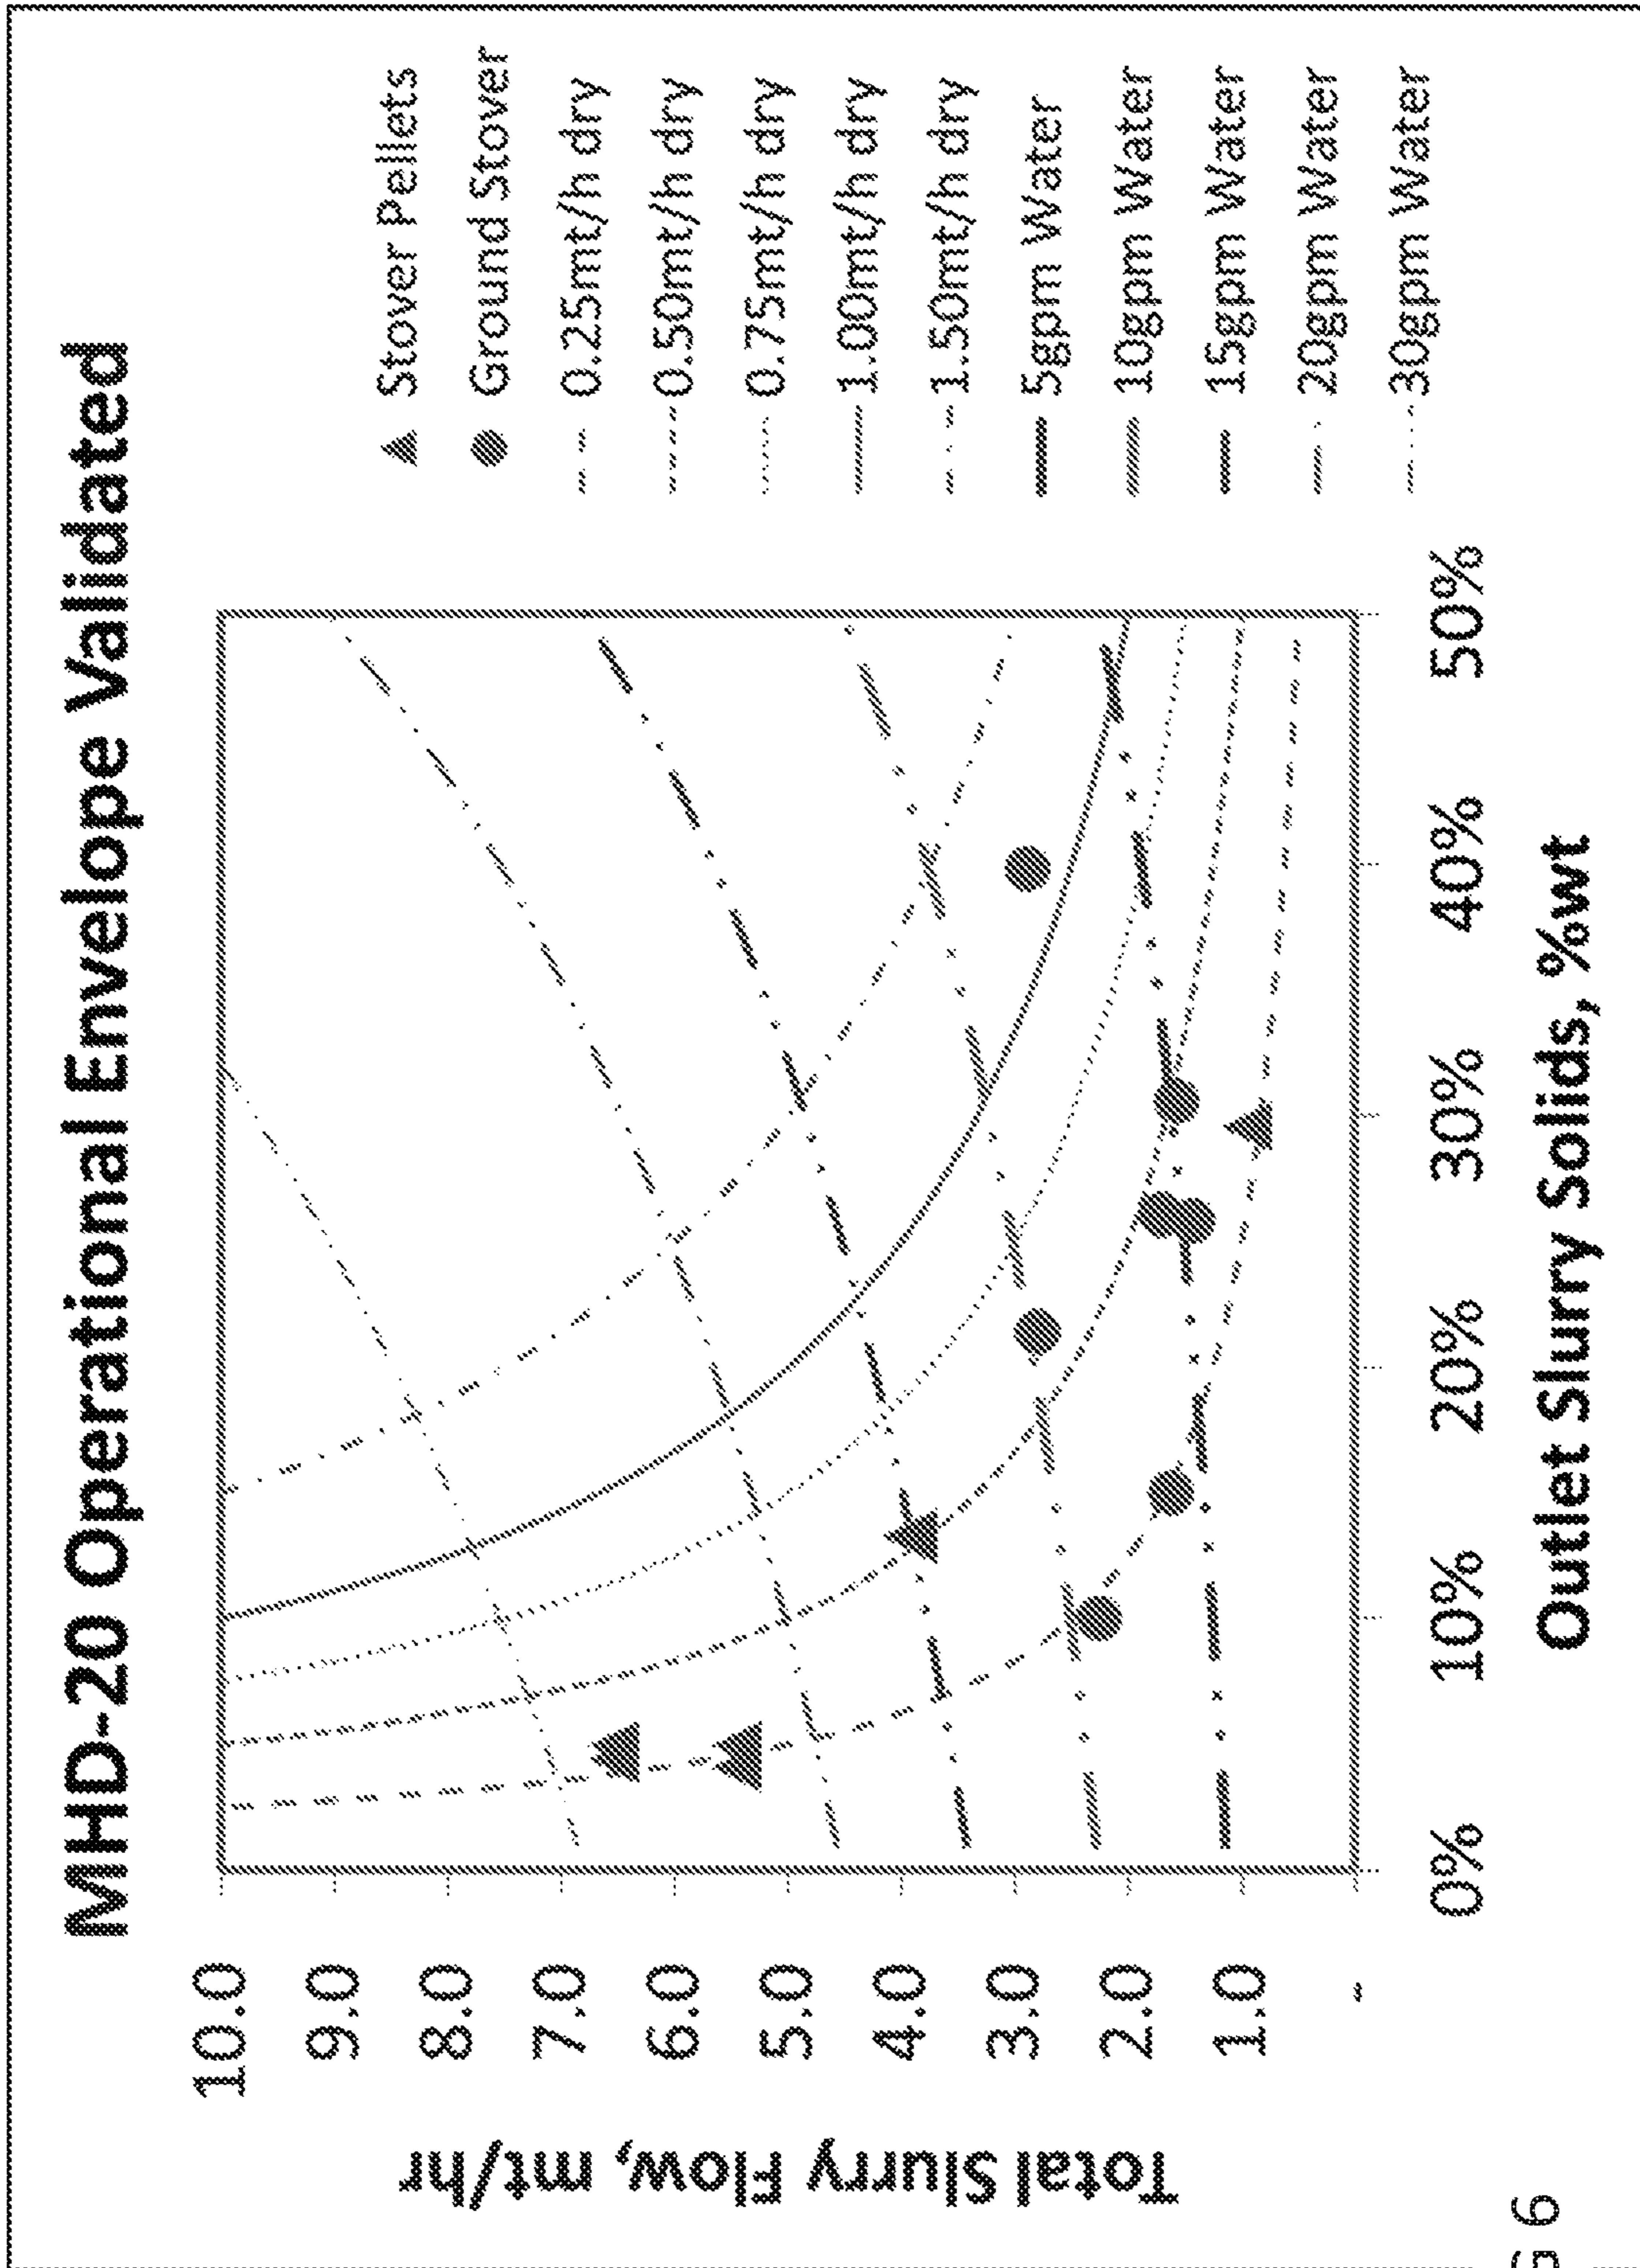 MHD-20 Operational Envelope Validated
Total Slurry Flow, mt/hr
10.0
9.0
8.0
7.0
6.0
5.0
4.0
3.0
2.0
1.0
-
0%
10%
20%
30%
40%
50%
Outlet Slurry Solids, %wt
Stover Pellets
Ground Stover
0.25mt/h dry
0.50mt/h dry
0.75mt/h dry
1.00mt/h dry
1.50mt/h dry
5gpm Water
10gpm Water
15gpm Water
20gpm Water
30gpm Water
6